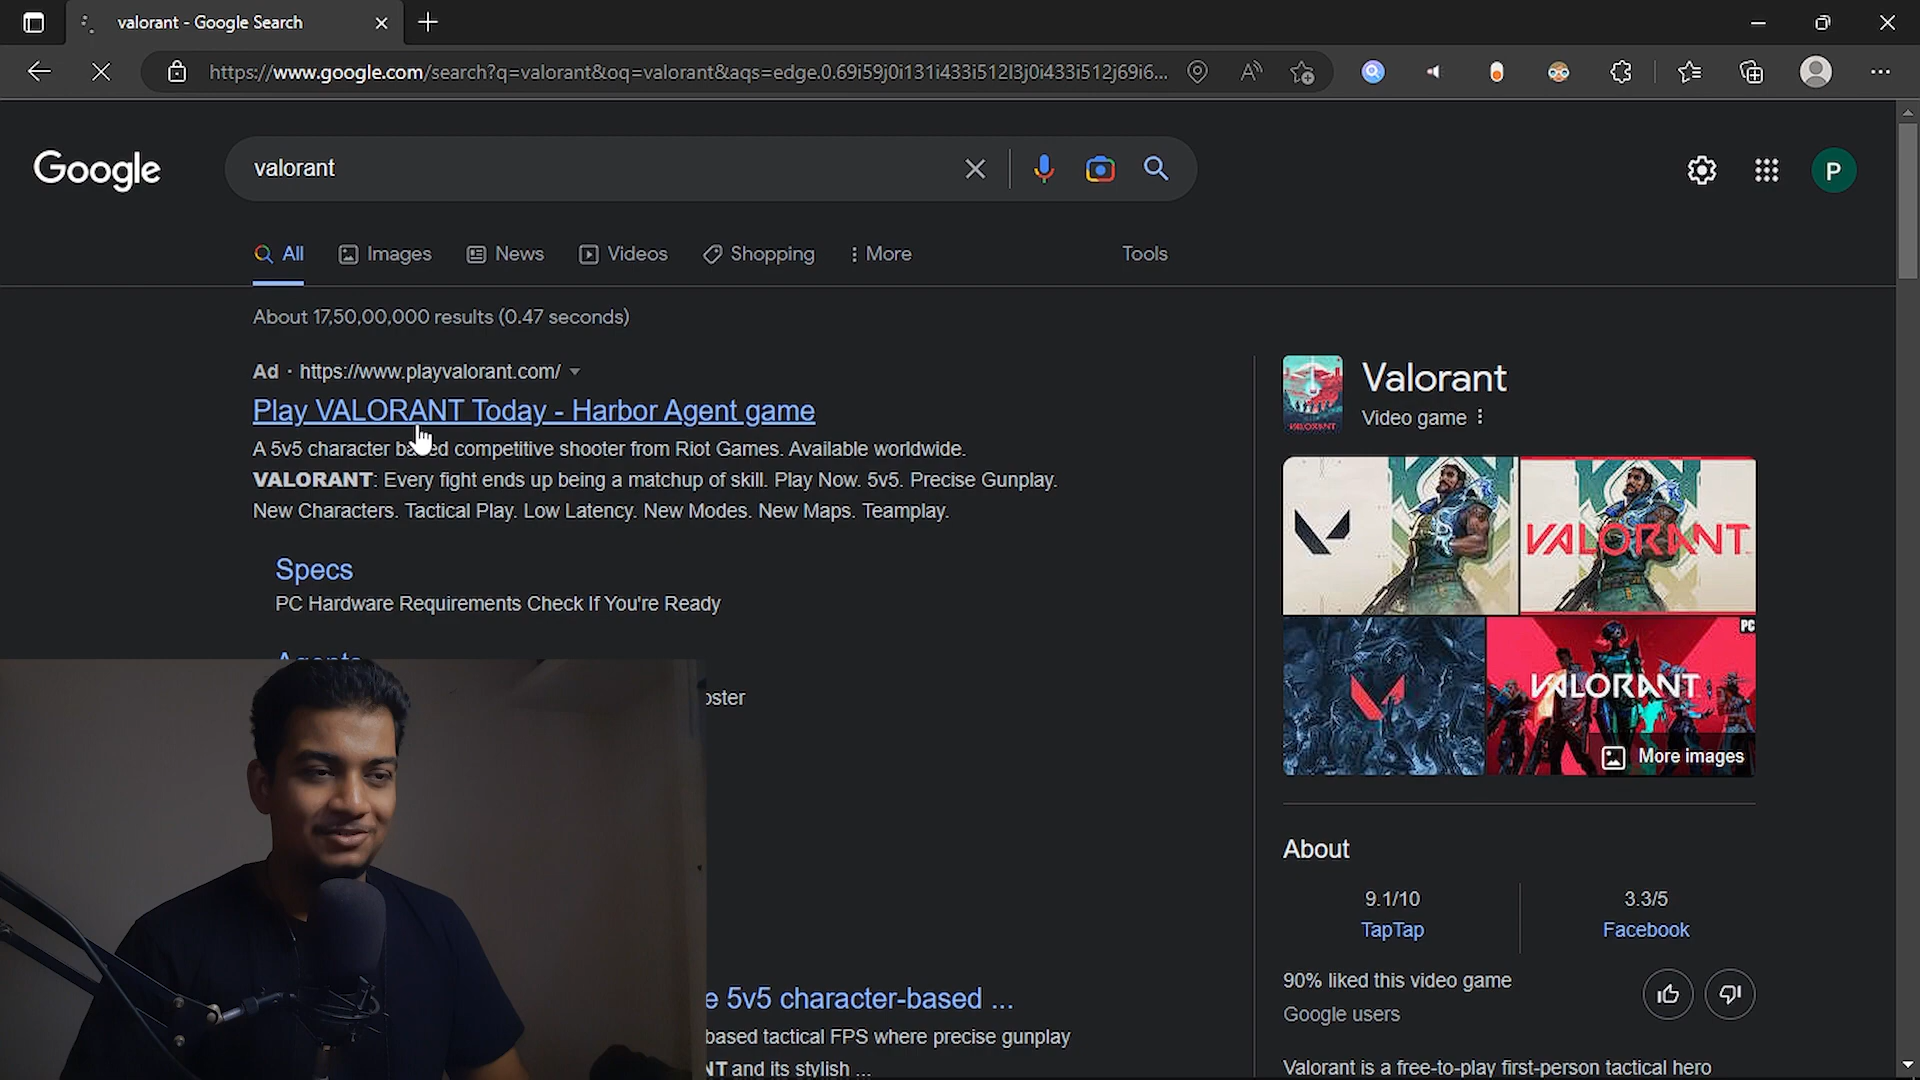 valorant - Google Search
https://www.google.com/search?q=valorant&oq=valorant&aqs=edge.0.69i59j0i131i433i512l3j0i433i512j69i6...
Google
valorant
P
All
Images
News
Videos
Shopping
More
Tools
About 17,50,00,000 results (0.47 seconds)
Ad · https://www.playvalorant.com/
Play VALORANT Today - Harbor Agent game
A 5v5 character based competitive shooter from Riot Games. Available worldwide.
VALORANT: Every fight ends up being a matchup of skill. Play Now. 5v5. Precise Gunplay.
New Characters. Tactical Play. Low Latency. New Modes. New Maps. Teamplay.
Specs
PC Hardware Requirements Check If You're Ready
Agents
oster
e 5v5 character-based ...
based tactical FPS where precise gunplay
NT and its stylish ...
VALORANT
Valorant
Video game
VALORANT
PC
VALORANT
More images
About
9.1/10
TapTap
3.3/5
Facebook
90% liked this video game
Google users
Valorant is a free-to-play first-person tactical hero